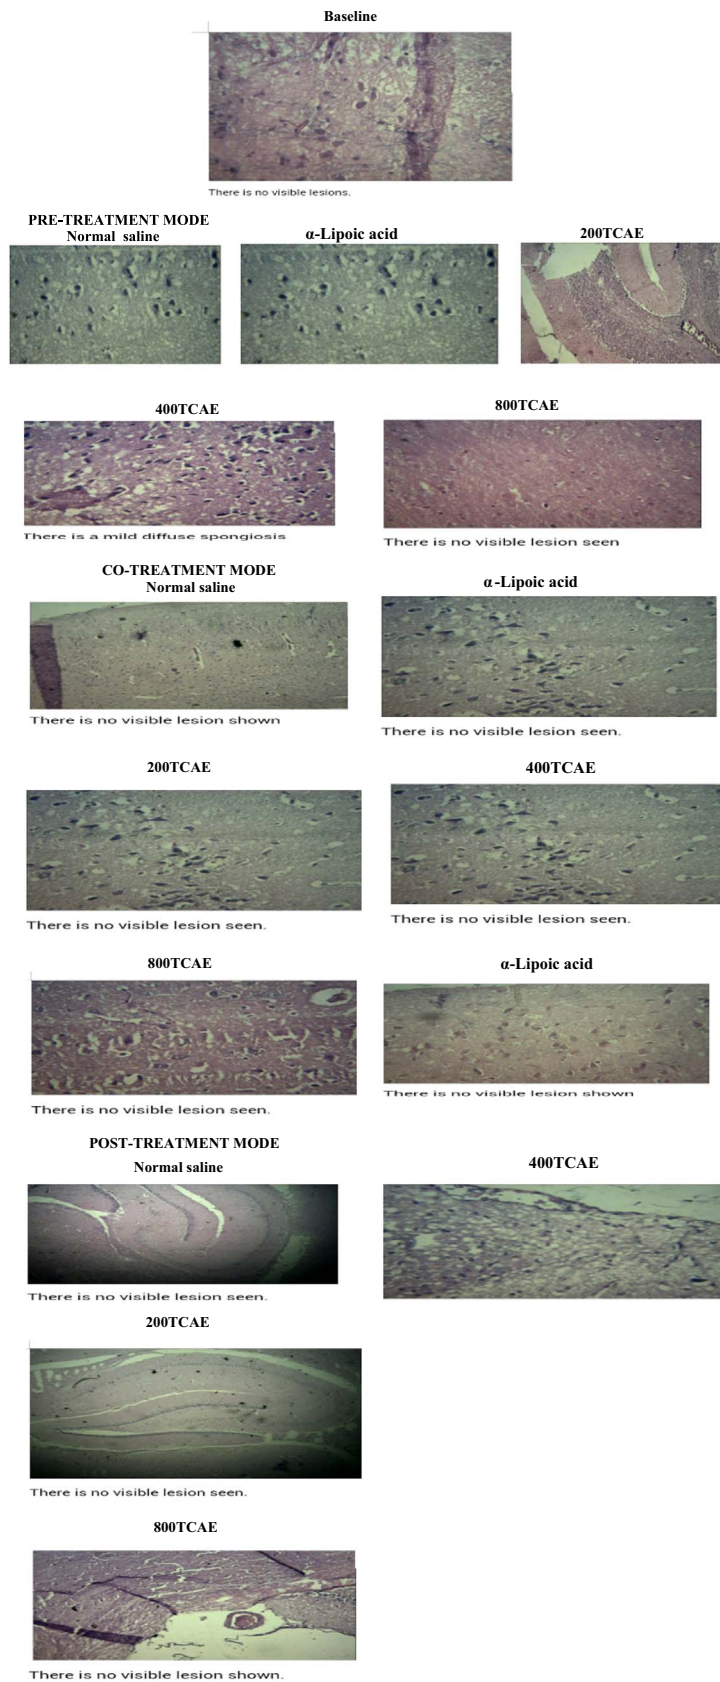 Baseline
There is no visible lesions.
PRE-TREATMENT MODE
Normal saline
α-Lipoic acid
200TCAE
400TCAE
800TCAE
There is a mild diffuse spongiosis
There is no visible lesion seen
CO-TREATMENT MODE
Normal saline
α-Lipoic acid
There is no visible lesion shown
There is no visible lesion seen.
200TCAE
400TCAE
There is no visible lesion seen.
There is no visible lesion seen.
800TCAE
α-Lipoic acid
There is no visible lesion seen.
There is no visible lesion shown
POST-TREATMENT MODE
Normal saline
400TCAE
There is no visible lesion seen.
200TCAE
There is no visible lesion seen.
800TCAE
There is no visible lesion shown.